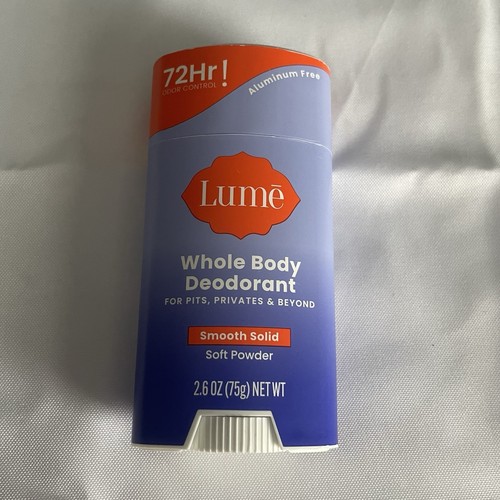 72Hr!
ODOR CONTROL
Aluminum Free
Lumē
Whole Body
Deodorant
FOR PITS, PRIVATES & BEYOND
Smooth Solid
Soft Powder
2.6 OZ (75g) NET WT